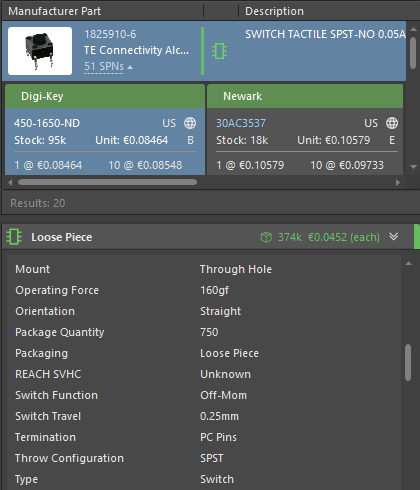 Manufacturer Part Description
1825910-6 SWITCH TACTILE SPST-NO 0.05A
TE Connectivity Alc...
51 SPNs
Digi-Key Newark
450-1650-ND US 30AC3537 US
Stock: 95k Unit: €0.08464 B Stock: 18k Unit: €0.10579 E
1 @ €0.08464 10 @ €0.08548 1 @ €0.10579 10 @ €0.09733
Results: 20
Loose Piece 374k €0.0452 (each)
Mount Through Hole
Operating Force 160gf
Orientation Straight
Package Quantity 750
Packaging Loose Piece
REACH SVHC Unknown
Switch Function Off-Mom
Switch Travel 0.25mm
Termination PC Pins
Throw Configuration SPST
Type Switch